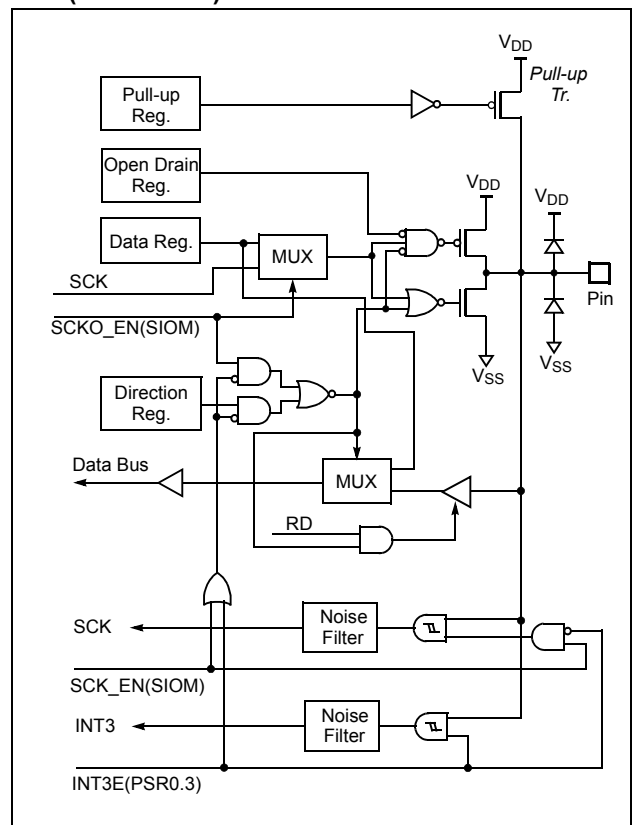 VDD
Pull-up
Tr.
Pull-up
Reg.
Open Drain
Reg.
VDD
VDD
Data Reg.
MUX
SCK
Pin
SCKO_EN(SIOM)
VSS
VSS
Direction
Reg.
Data Bus
MUX
RD
SCK
Noise
Filter
SCK_EN(SIOM)
INT3
Noise
Filter
INT3E(PSR0.3)